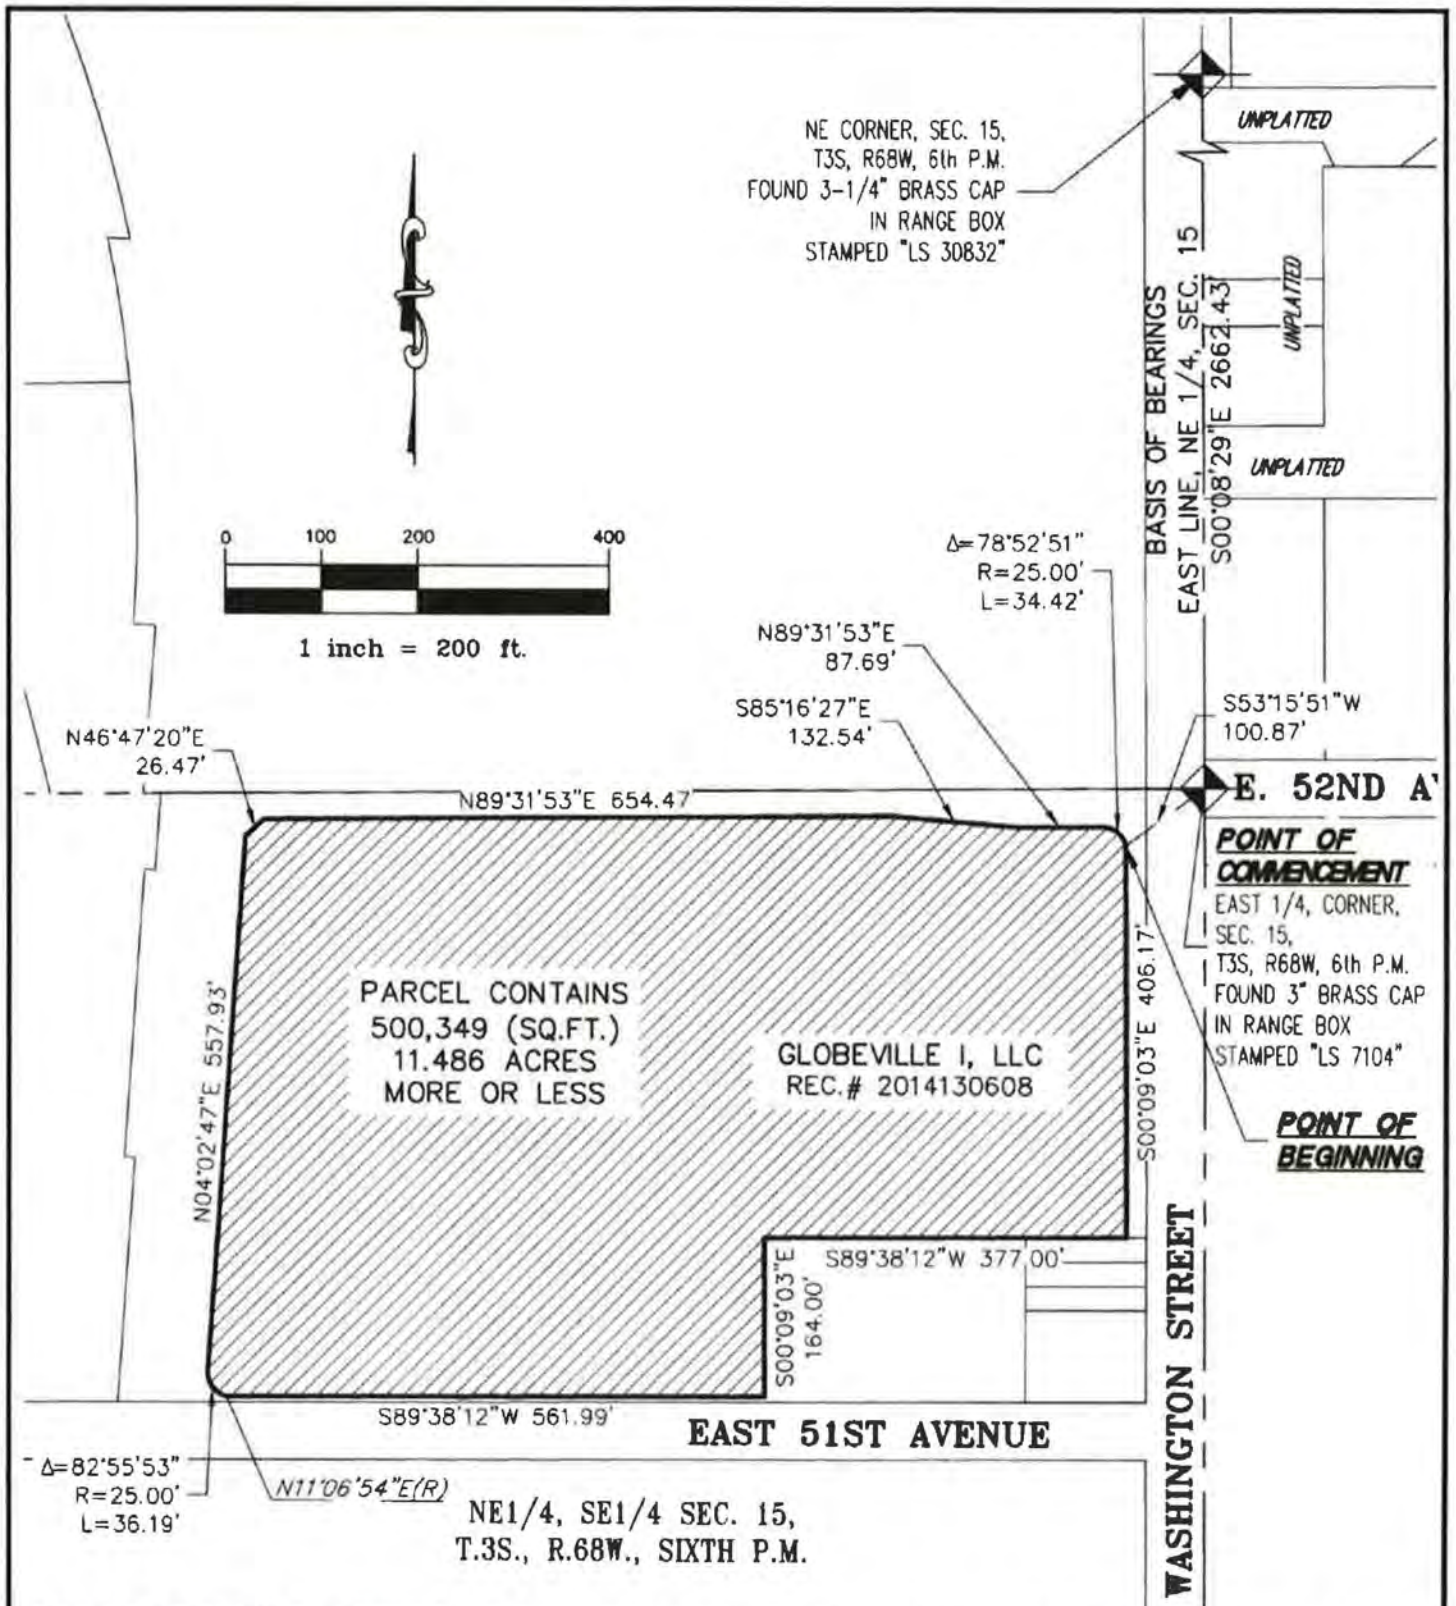 NE CORNER, SEC. 15,
T3S, R68W, 6th P.M.
FOUND 3-1/4" BRASS CAP
IN RANGE BOX
STAMPED "LS 30832"
UNPLATTED
UNPLATTED
UNPLATTED
BASIS OF BEARINGS
EAST LINE, NE 1/4, SEC. 15
S00°08'29"E 2662.43'
0 100 200 400
1 inch = 200 ft.
Δ=78°52'51"
R=25.00'
L=34.42'
N89°31'53"E
87.69'
S85°16'27"E
132.54'
S53°15'51"W
100.87'
N46°47'20"E
26.47'
N89°31'53"E 654.47
E. 52ND A
POINT OF
COMMENCEMENT
EAST 1/4, CORNER,
SEC. 15,
T3S, R68W, 6th P.M.
FOUND 3" BRASS CAP
IN RANGE BOX
STAMPED "LS 7104"
PARCEL CONTAINS
500,349 (SQ.FT.)
11.486 ACRES
MORE OR LESS
GLOBEVILLE I, LLC
REC.# 2014130608
N04°02'47"E 557.93'
S00°09'03"E 406.17'
POINT OF
BEGINNING
S89°38'12"W 377.00'
S00°09'03"E
164.00'
S89°38'12"W 561.99'
EAST 51ST AVENUE
WASHINGTON STREET
Δ=82°55'53"
R=25.00'
L=36.19'
N11°06'54"E(R)
NE1/4, SE1/4 SEC. 15,
T.3S., R.68W., SIXTH P.M.